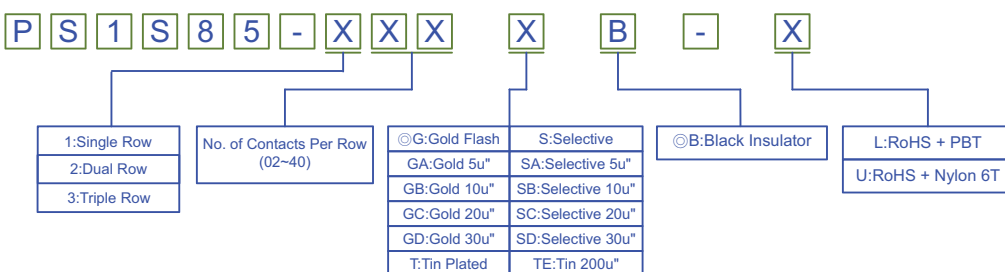 PS1S85-XXX X B - X
1:Single Row
2:Dual Row
3:Triple Row
No. of Contacts Per Row
(02~40)
◎G:Gold Flash S:Selective
GA:Gold 5u" SA:Selective 5u"
GB:Gold 10u" SB:Selective 10u"
GC:Gold 20u" SC:Selective 20u"
GD:Gold 30u" SD:Selective 30u"
T:Tin Plated TE:Tin 200u"
◎B:Black Insulator
L:RoHS + PBT
U:RoHS + Nylon 6T